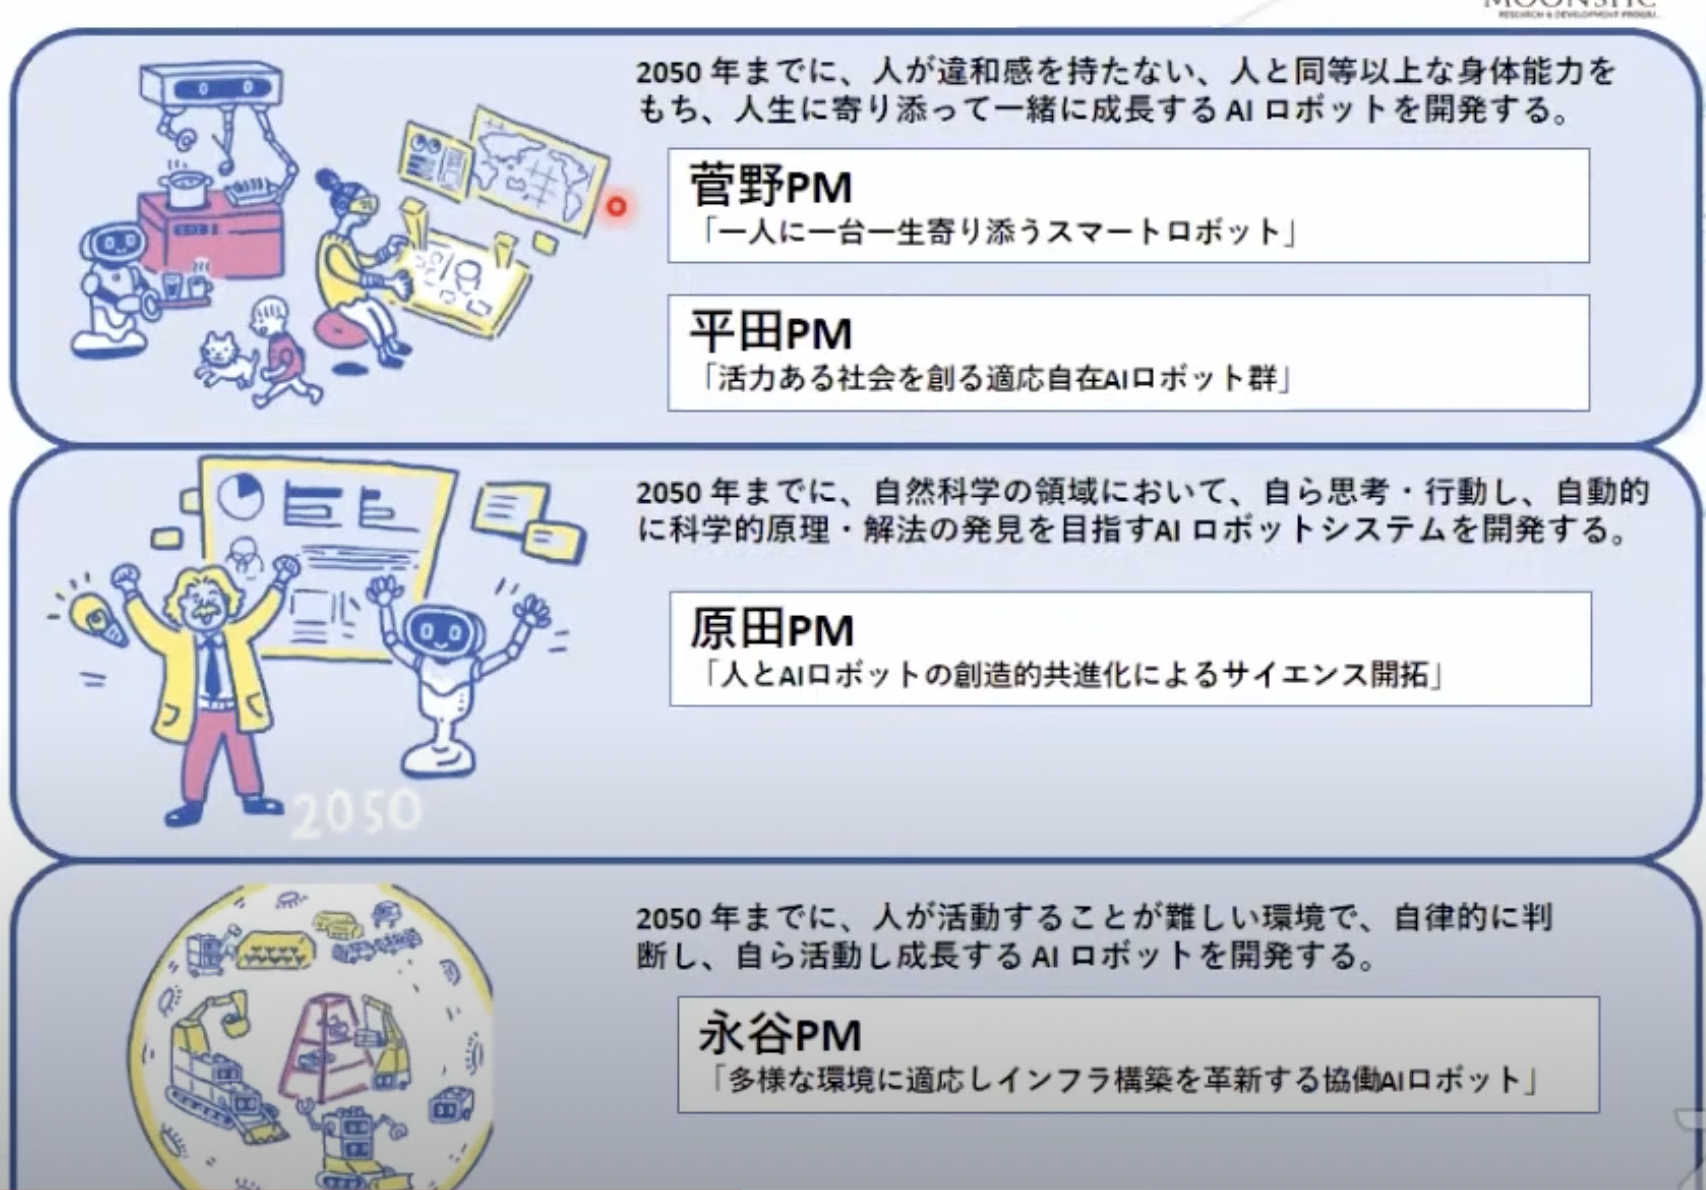 RESEARCH & DEVELOPMENT
2050 年までに、人が違和感を持たない、人と同等以上な身体能力を
もち、人生に寄り添って一緒に成長する AI ロボットを開発する。
菅野PM
「一人に一台一生寄り添うスマートロボット」
平田PM
「活力ある社会を創る適応自在AIロボット群」
2050 年までに、自然科学の領域において、自ら思考・行動し、自動的
に科学的原理・解法の発見を目指すAI ロボットシステムを開発する。
原田PM
「人とAIロボットの創造的共進化によるサイエンス開拓」
2050
2050 年までに、人が活動することが難しい環境で、自律的に判
断し、自ら活動し成長する AI ロボットを開発する。
永谷PM
「多様な環境に適応しインフラ構築を革新する協働AIロボット」